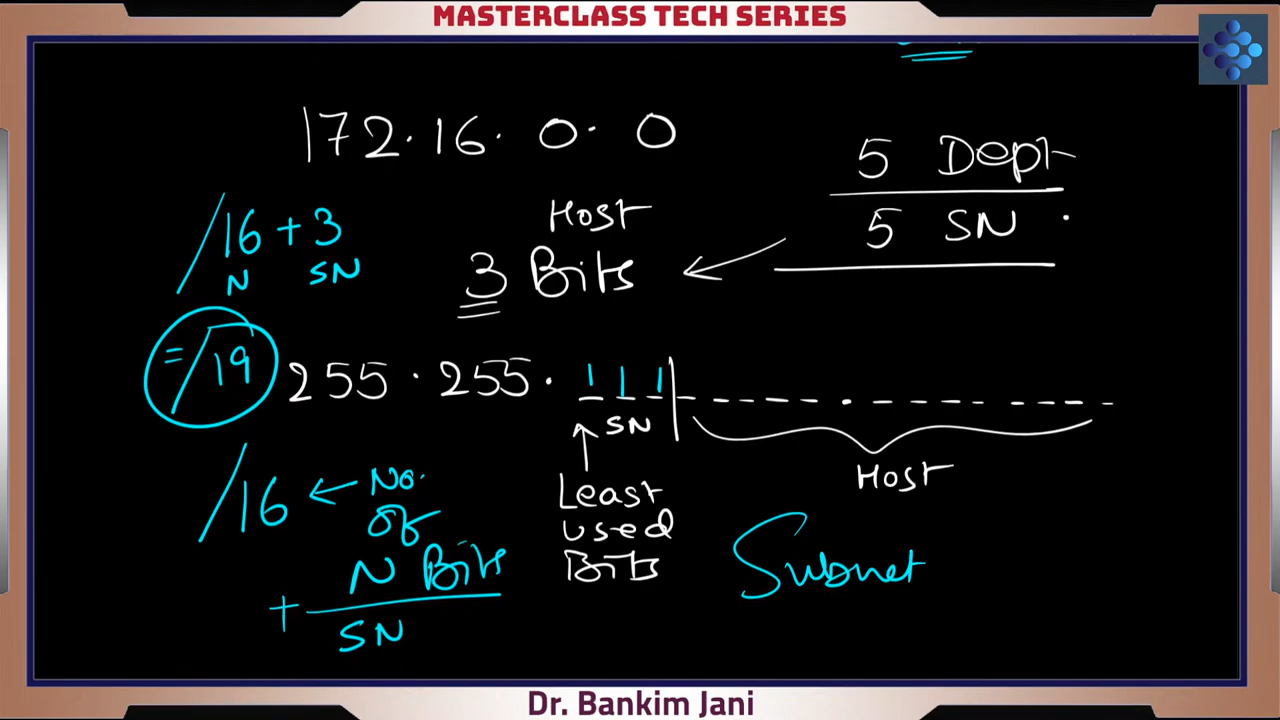 MASTERCLASS TECH SERIES
172.16.0.0
5 Dept
5 SN
/16 + 3
N SN
Host
3 Bits
= /19
255.255.111
SN
Host
/16 ← No.
of
N Bits
+ SN
Least
used
Bits
Subnet
Dr. Bankim Jani